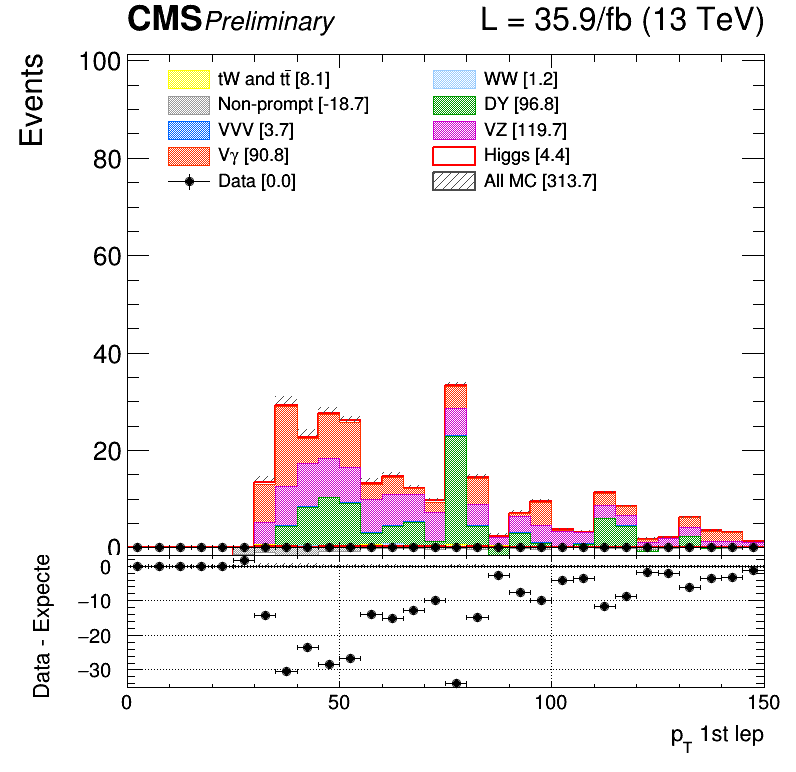 CMS Preliminary L = 35.9/fb (13 TeV)
Events
100
80
60
40
20
0
tW and tt̄ [8.1]
WW [1.2]
Non-prompt [-18.7]
DY [96.8]
VVV [3.7]
VZ [119.7]
Vγ [90.8]
Higgs [4.4]
Data [0.0]
All MC [313.7]
Data - Expecte
0
−10
−20
−30
0 50 100 150
p_T 1st lep